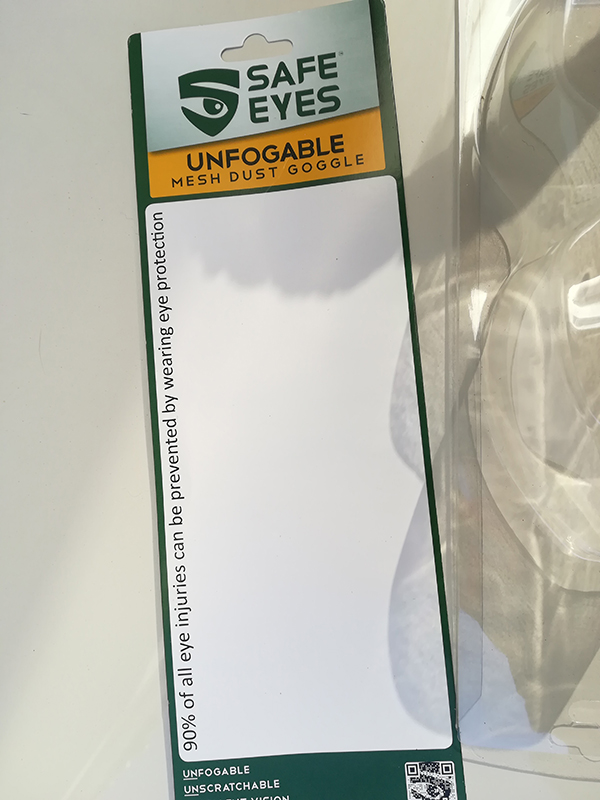 SAFE
EYES
UNFOGABLE
MESH DUST GOGGLE
90% of all eye injuries can be prevented by wearing eye protection
UNFOGABLE
UNSCRATCHABLE
VISION